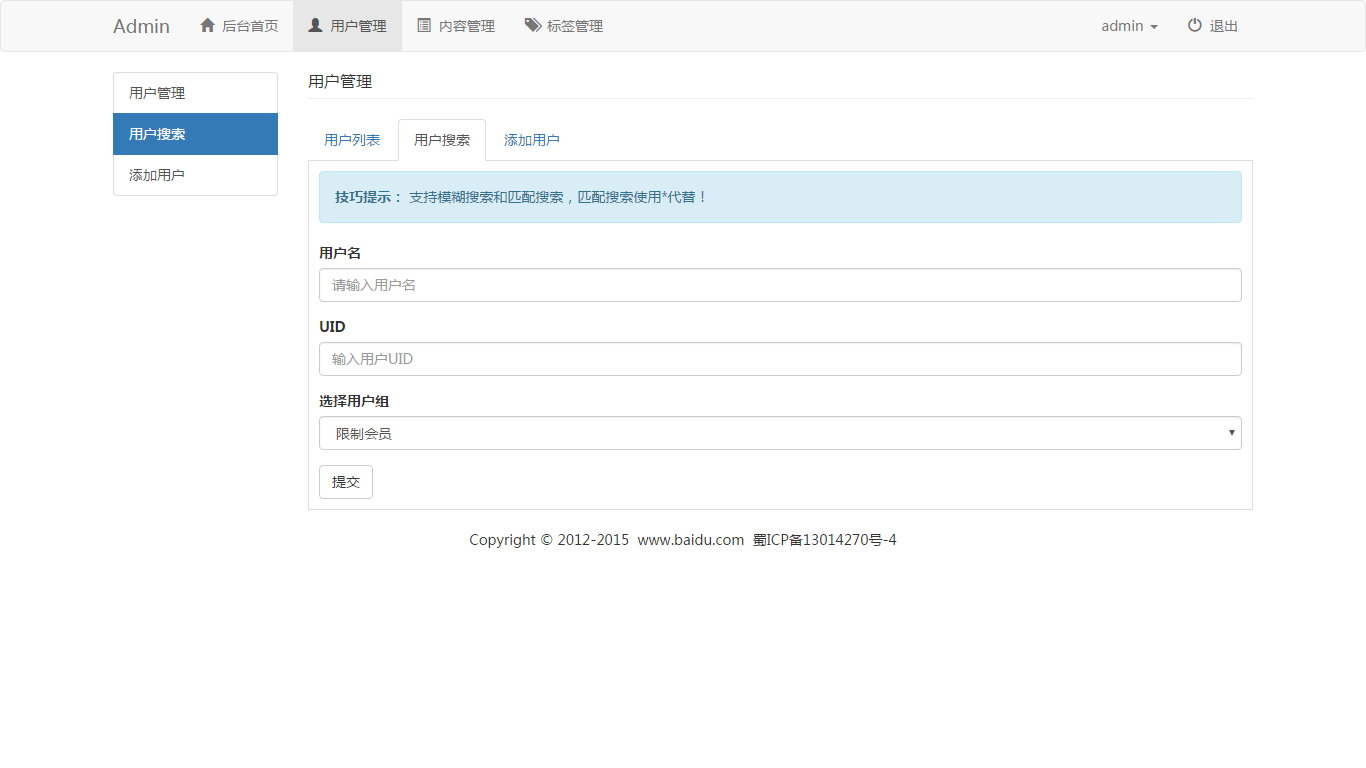 Admin 后台首页 用户管理 内容管理 标签管理 admin 退出
用户管理
用户搜索
添加用户
用户管理
用户列表 用户搜索 添加用户
技巧提示： 支持模糊搜索和匹配搜索，匹配搜索使用*代替！
用户名
请输入用户名
UID
输入用户UID
选择用户组
限制会员
提交
Copyright © 2012-2015 www.baidu.com 蜀ICP备13014270号-4